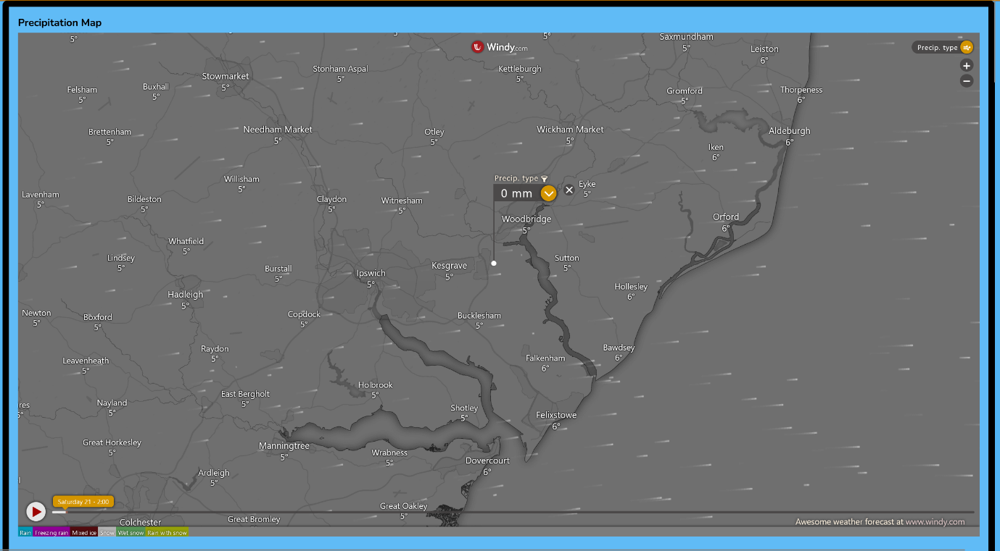 Precipitation Map
5°
5°
5°
Windy.com
Saxmundham
5°
Leiston
6°
Precip. type
+
−
Stonham Aspal
5°
Kettleburgh
5°
Stowmarket
5°
Felsham
5°
Buxhall
5°
Gromford
5°
Thorpeness
6°
Brettenham
5°
Needham Market
5°
Otley
5°
Wickham Market
5°
Aldeburgh
6°
Iken
6°
Willisham
5°
Precip. type
0 mm
Eyke
5°
Lavenham
5°
Bildeston
5°
Claydon
5°
Witnesham
5°
Woodbridge
5°
Orford
6°
Whatfield
5°
Lindsey
5°
Burstall
5°
Ipswich
5°
Kesgrave
5°
Sutton
5°
Hollesley
6°
Hadleigh
5°
Newton
5°
Boxford
5°
Copdock
5°
Bucklesham
5°
Raydon
5°
Leavenheath
5°
Falkenham
6°
Bawdsey
6°
Holbrook
5°
East Bergholt
5°
Nayland
5°
res
5°
Shotley
5°
Felixstowe
6°
Great Horkesley
5°
Manningtree
5°
Wrabness
5°
Dovercourt
6°
Ardleigh
5°
Saturday 21 - 2:00
Great Oakley
5°
Colchester
Great Bromley
Awesome weather forecast at www.windy.com
Rain Freezing rain Mixed ice Snow Wet snow Rain with snow